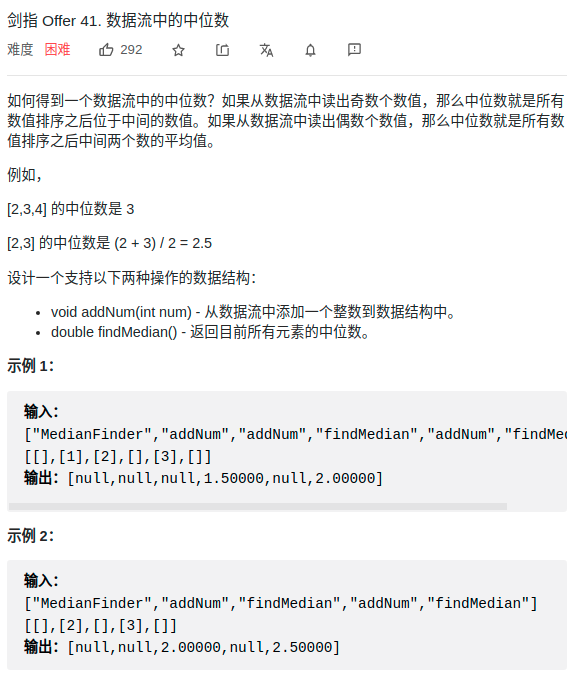 剑指 Offer 41. 数据流中的中位数
难度 困难 292
如何得到一个数据流中的中位数？如果从数据流中读出奇数个数值，那么中位数就是所有
数值排序之后位于中间的数值。如果从数据流中读出偶数个数值，那么中位数就是所有数
值排序之后中间两个数的平均值。
例如，
[2,3,4] 的中位数是 3
[2,3] 的中位数是 (2 + 3) / 2 = 2.5
设计一个支持以下两种操作的数据结构：
• void addNum(int num) - 从数据流中添加一个整数到数据结构中。
• double findMedian() - 返回目前所有元素的中位数。
示例 1：
输入：
["MedianFinder","addNum","addNum","findMedian","addNum","findMed
[[],[1],[2],[],[3],[]]
输出：[null,null,null,1.50000,null,2.00000]
示例 2：
输入：
["MedianFinder","addNum","findMedian","addNum","findMedian"]
[[],[2],[],[3],[]]
输出：[null,null,2.00000,null,2.50000]